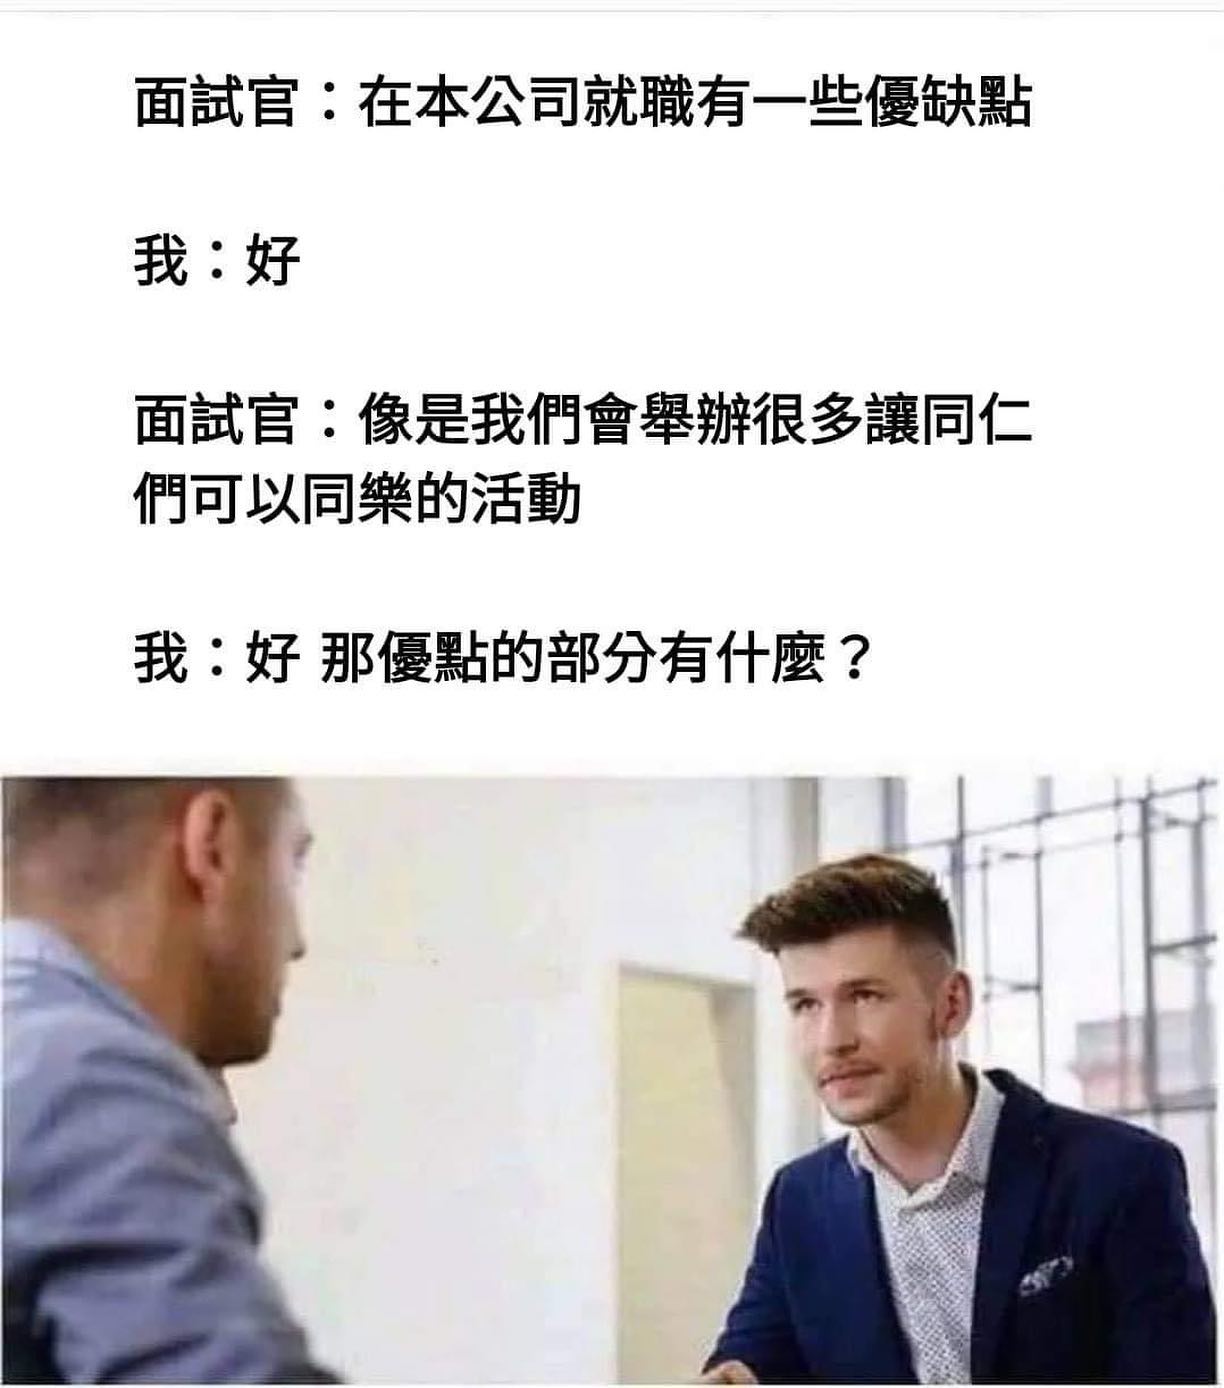 面試官：在本公司就職有一些優缺點
我：好
面試官：像是我們會舉辦很多讓同仁
們可以同樂的活動
我：好 那優點的部分有什麼？